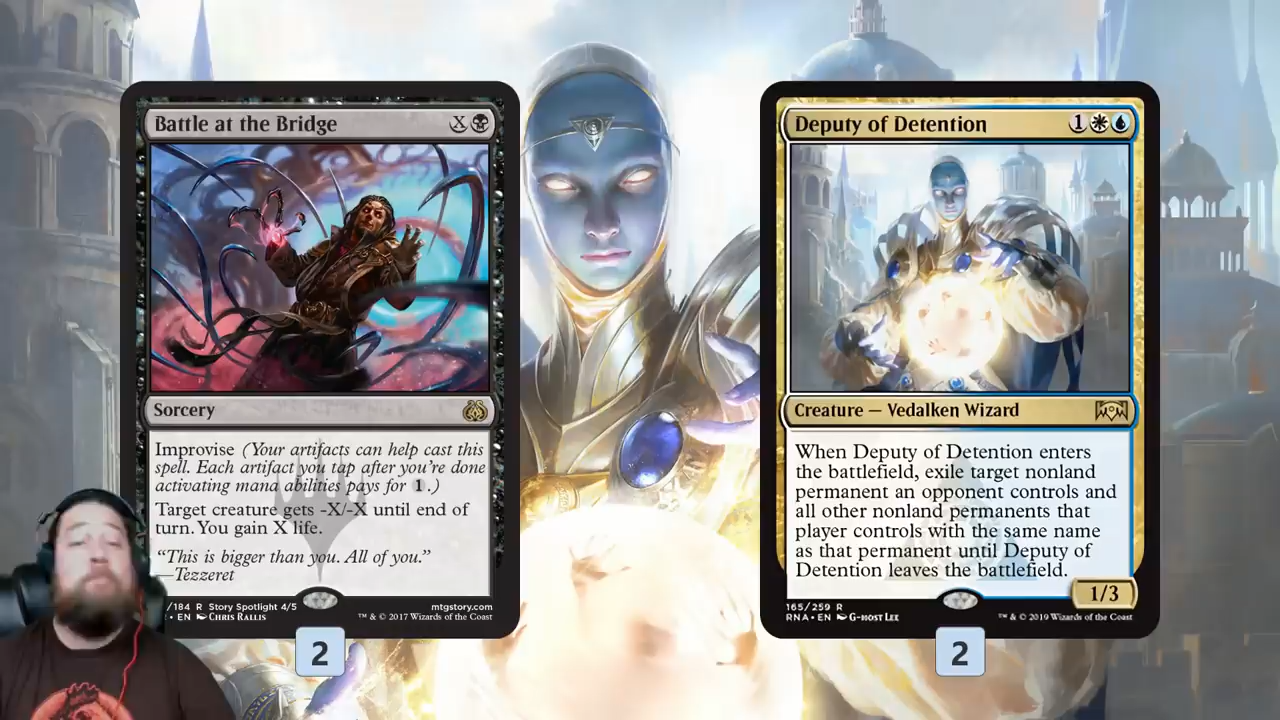 Battle at the Bridge
X
Sorcery
Improvise (Your artifacts can help cast this
spell. Each artifact you tap after you're done
activating mana abilities pays for 1.)
Target creature gets -X/-X until end of
turn. You gain X life.
"This is bigger than you. All of you."
—Tezzeret
/184 R Story Spotlight 4/5
mtgstory.com
• EN Chris Rallis
™ & © 2017 Wizards of the Coast
2
Deputy of Detention
1
Creature — Vedalken Wizard
When Deputy of Detention enters
the battlefield, exile target nonland
permanent an opponent controls and
all other nonland permanents that
player controls with the same name
as that permanent until Deputy of
Detention leaves the battlefield.
1/3
165/259 R
RNA • EN G-host Lee
™ & © 2019 Wizards of the Coast
2